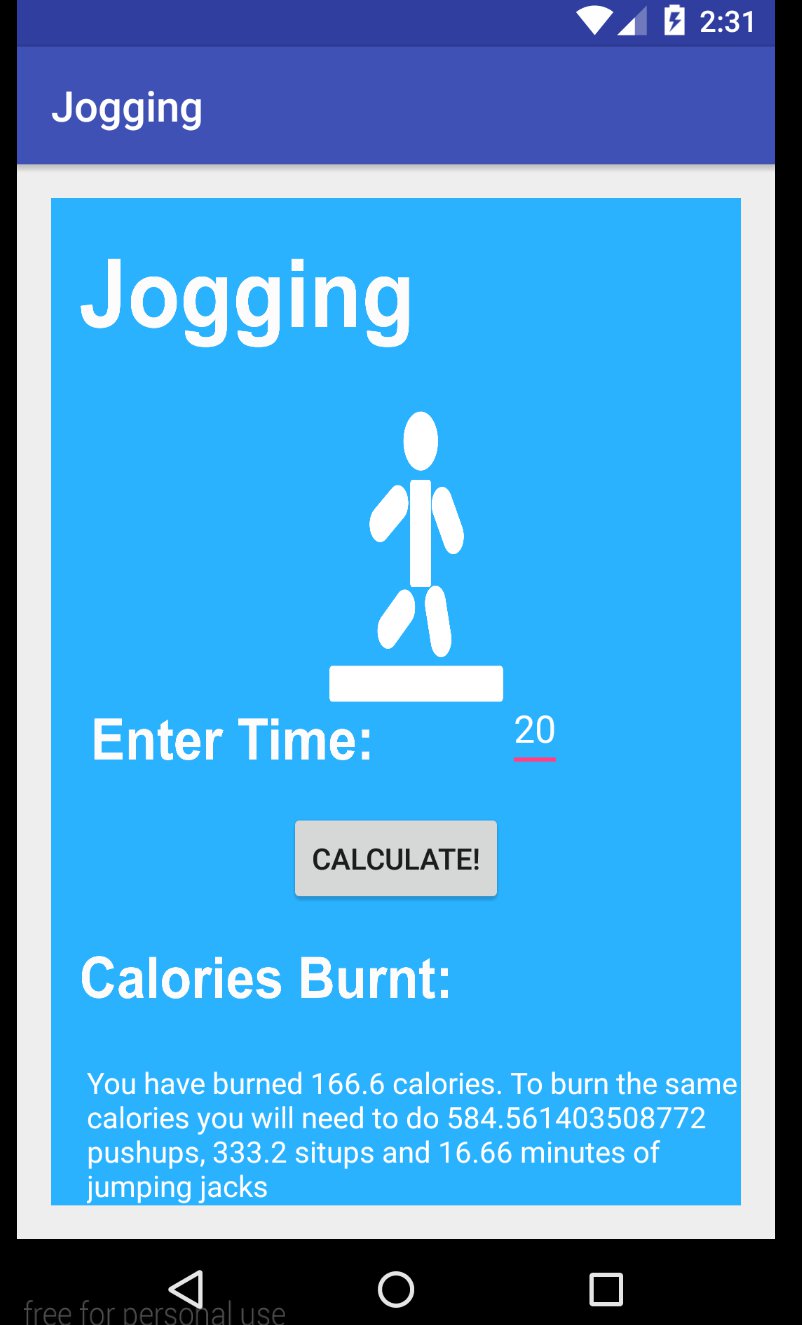 2:31
Jogging
Jogging
Enter Time:
20
CALCULATE!
Calories Burnt:
You have burned 166.6 calories. To burn the same
calories you will need to do 584.561403508772
pushups, 333.2 situps and 16.66 minutes of
jumping jacks
free for personal use